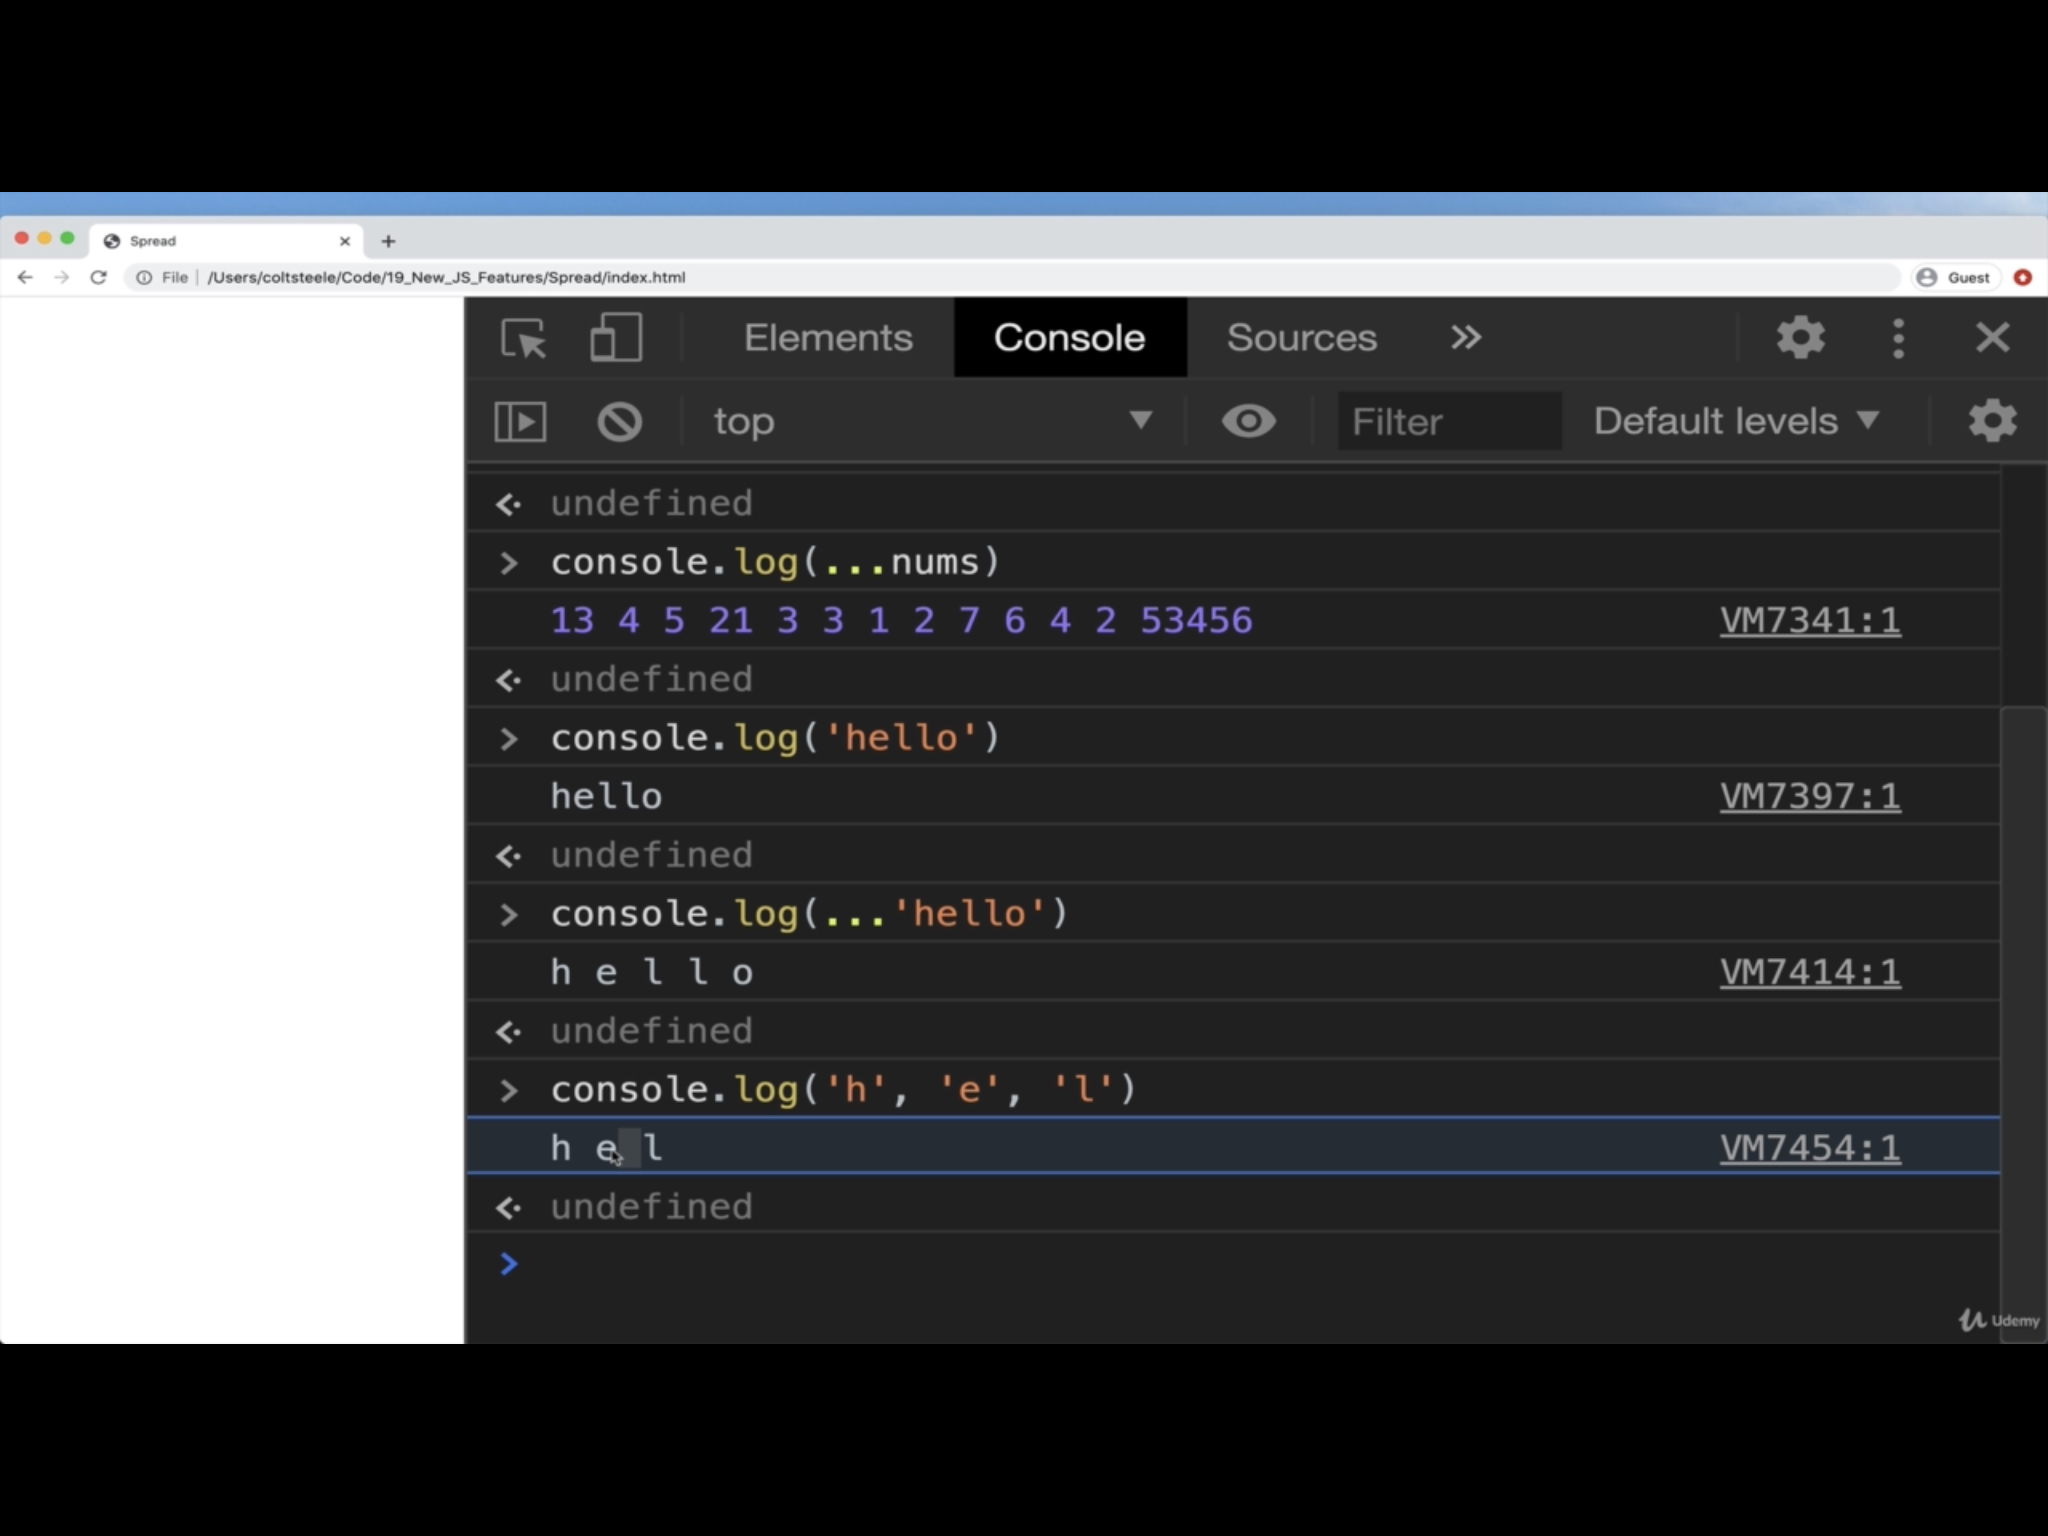 Spread
File /Users/coltsteele/Code/19_New_JS_Features/Spread/index.html Guest
Elements Console Sources
top Filter Default levels
undefined
console.log(...nums)
13 4 5 21 3 3 1 2 7 6 4 2 53456 VM7341:1
undefined
console.log('hello')
hello VM7397:1
undefined
console.log(...'hello')
h e l l o VM7414:1
undefined
console.log('h', 'e', 'l')
h e l VM7454:1
undefined
Udemy